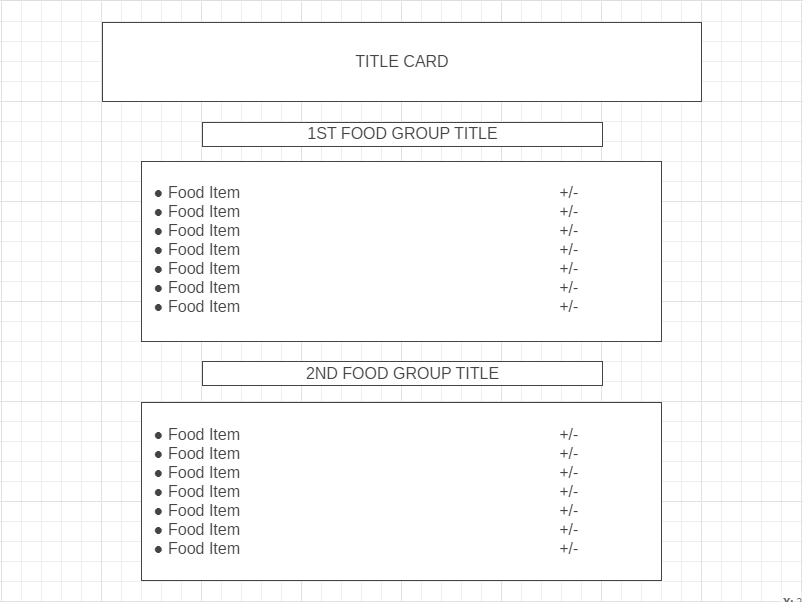 TITLE CARD
1ST FOOD GROUP TITLE
● Food Item +/-
● Food Item +/-
● Food Item +/-
● Food Item +/-
● Food Item +/-
● Food Item +/-
● Food Item +/-
2ND FOOD GROUP TITLE
● Food Item +/-
● Food Item +/-
● Food Item +/-
● Food Item +/-
● Food Item +/-
● Food Item +/-
● Food Item +/-